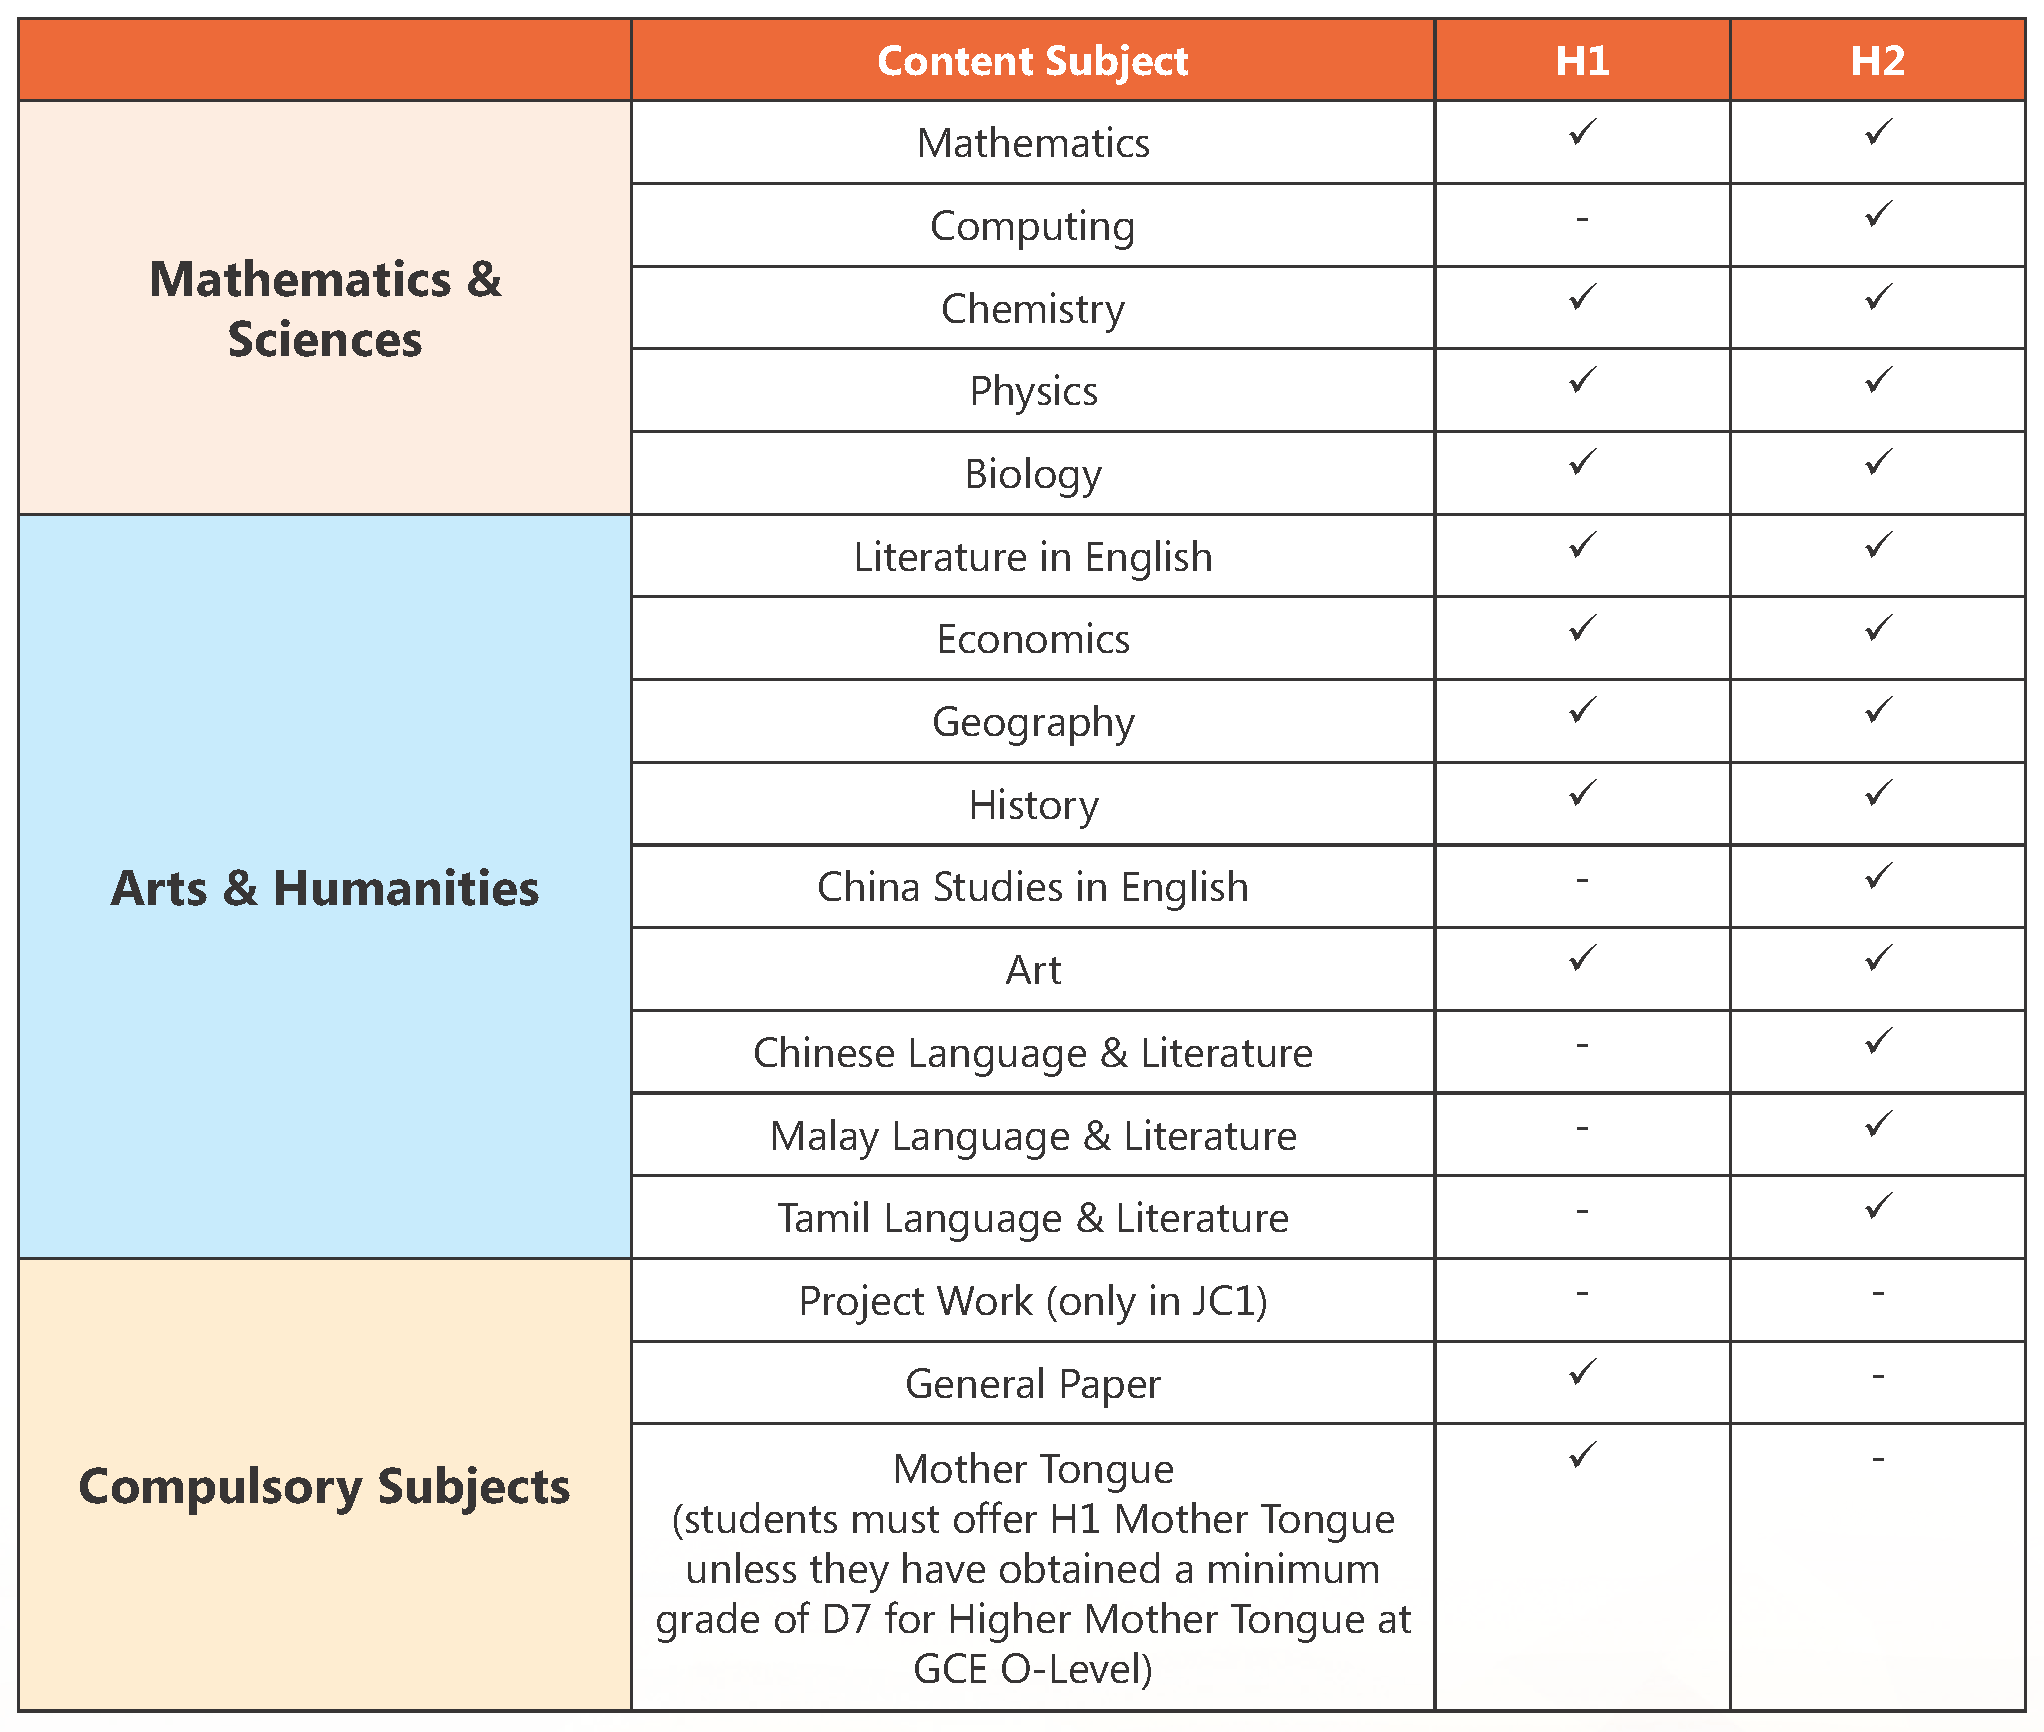 Content Subject H1 H2
Mathematics &
Sciences
Mathematics ✓ ✓
Computing - ✓
Chemistry ✓ ✓
Physics ✓ ✓
Biology ✓ ✓
Arts & Humanities
Literature in English ✓ ✓
Economics ✓ ✓
Geography ✓ ✓
History ✓ ✓
China Studies in English - ✓
Art ✓ ✓
Chinese Language & Literature - ✓
Malay Language & Literature - ✓
Tamil Language & Literature - ✓
Compulsory Subjects
Project Work (only in JC1) - -
General Paper ✓ -
Mother Tongue ✓ -
(students must offer H1 Mother Tongue
unless they have obtained a minimum
grade of D7 for Higher Mother Tongue at
GCE O-Level)